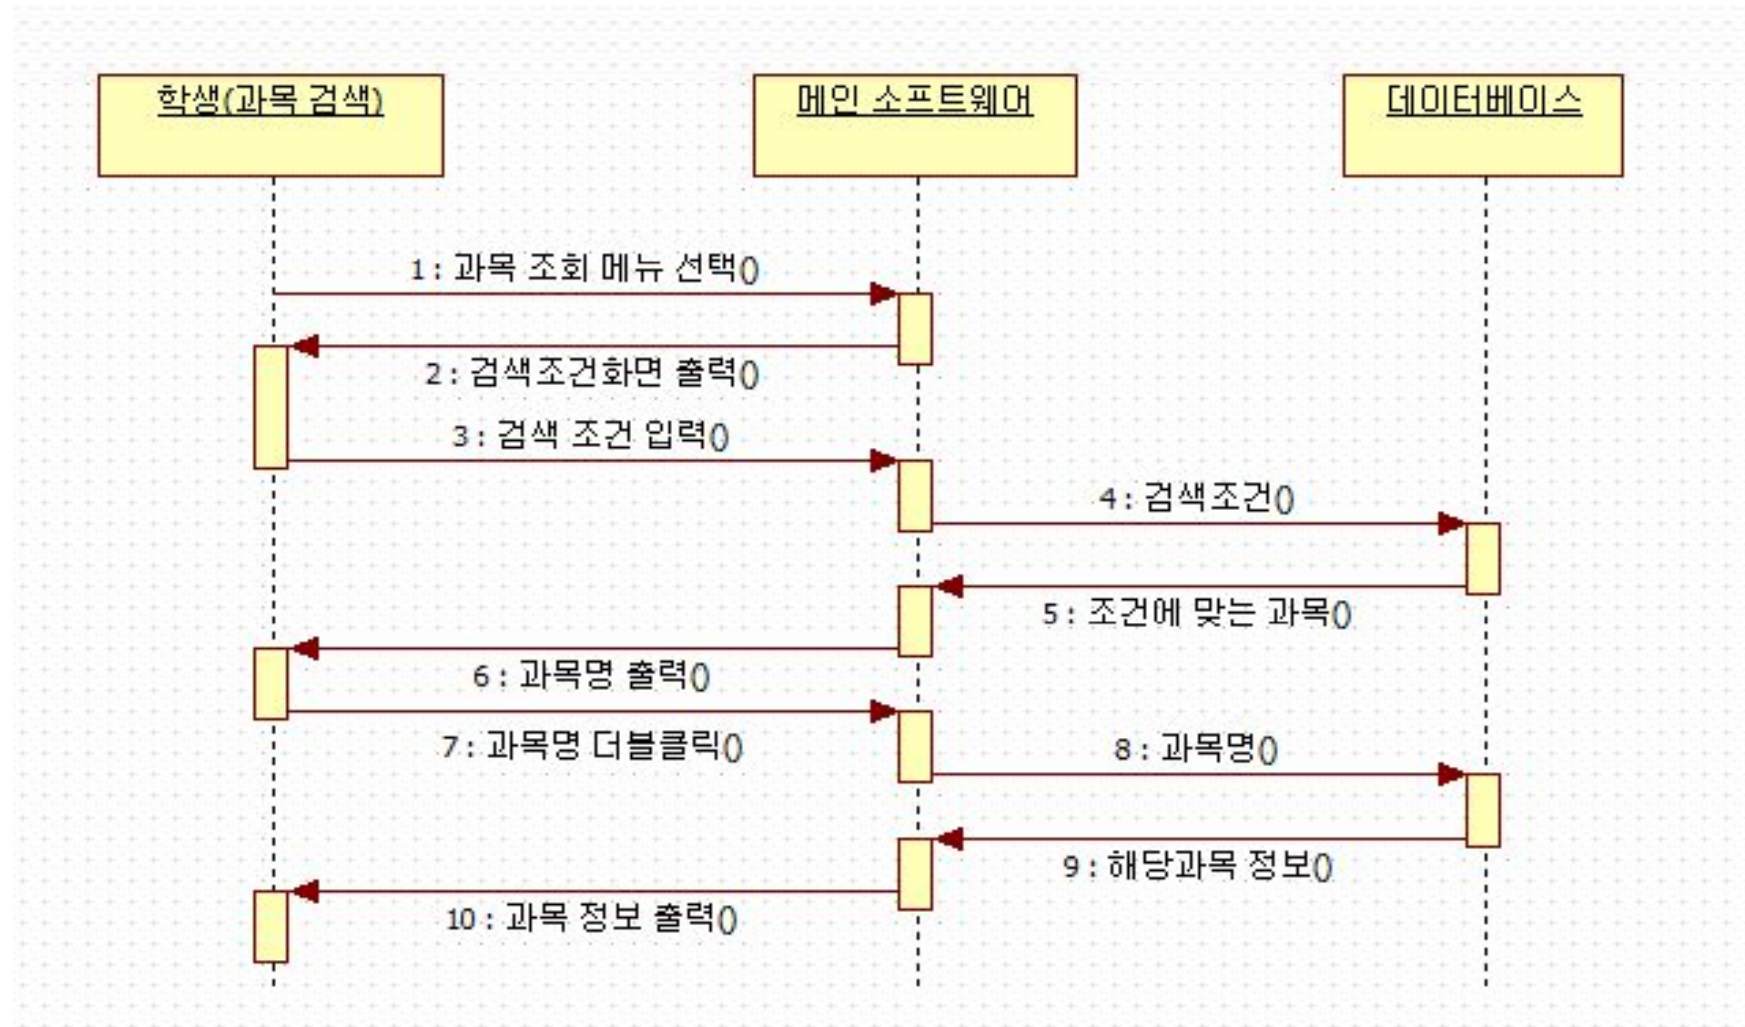 학생(과목 검색)
메인 소프트웨어
데이터베이스
1 : 과목 조회 메뉴 선택()
2 : 검색조건화면 출력()
3 : 검색 조건 입력()
4 : 검색조건()
5 : 조건에 맞는 과목()
6 : 과목명 출력()
7 : 과목명 더블클릭()
8 : 과목명()
9 : 해당과목 정보()
10 : 과목 정보 출력()